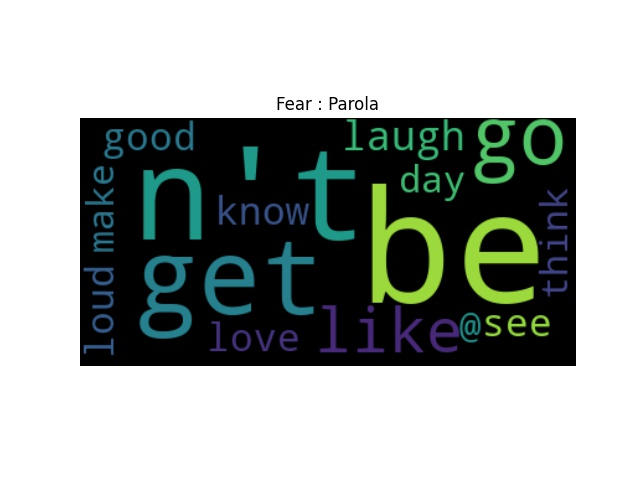 Fear : Parola
good
laugh
go
make
n't
know
day
be
think
get
loud
love
like
@
see